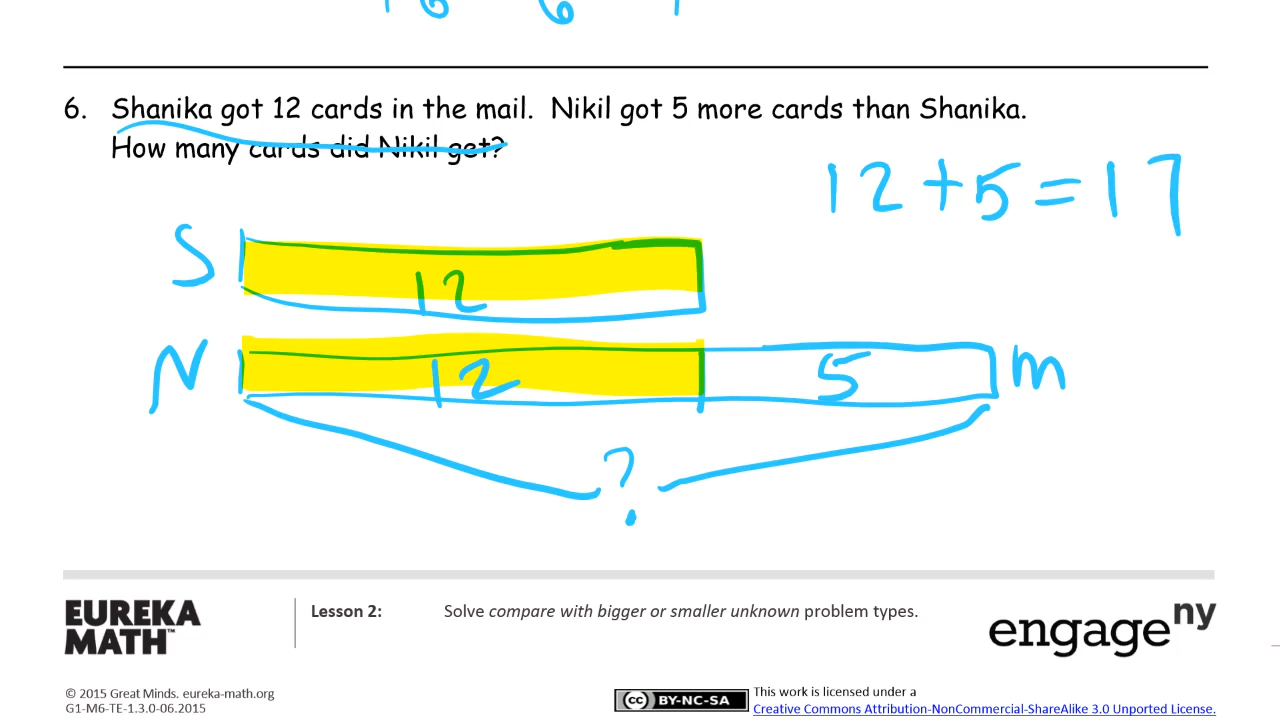 6. Shanika got 12 cards in the mail. Nikil got 5 more cards than Shanika.
How many cards did Nikil get?
12 + 5 = 17
S 12
N 12 5 m
?
EUREKA
MATH™
Lesson 2: Solve compare with bigger or smaller unknown problem types.
engage ny
© 2015 Great Minds. eureka-math.org
G1-M6-TE-1.3.0-06.2015
cc BY-NC-SA
This work is licensed under a
Creative Commons Attribution-NonCommercial-ShareAlike 3.0 Unported License.